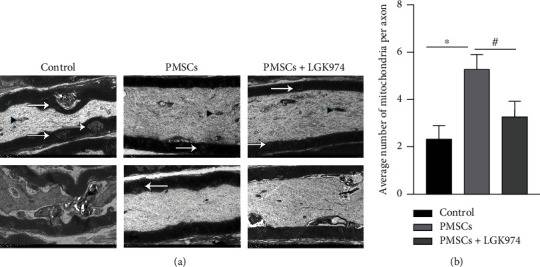 Control
PMSCs
PMSCs + LGK974
(a)
Average number of mitochondria per axon
8
6
4
2
0
*
#
Control
PMSCs
PMSCs + LGK974
(b)